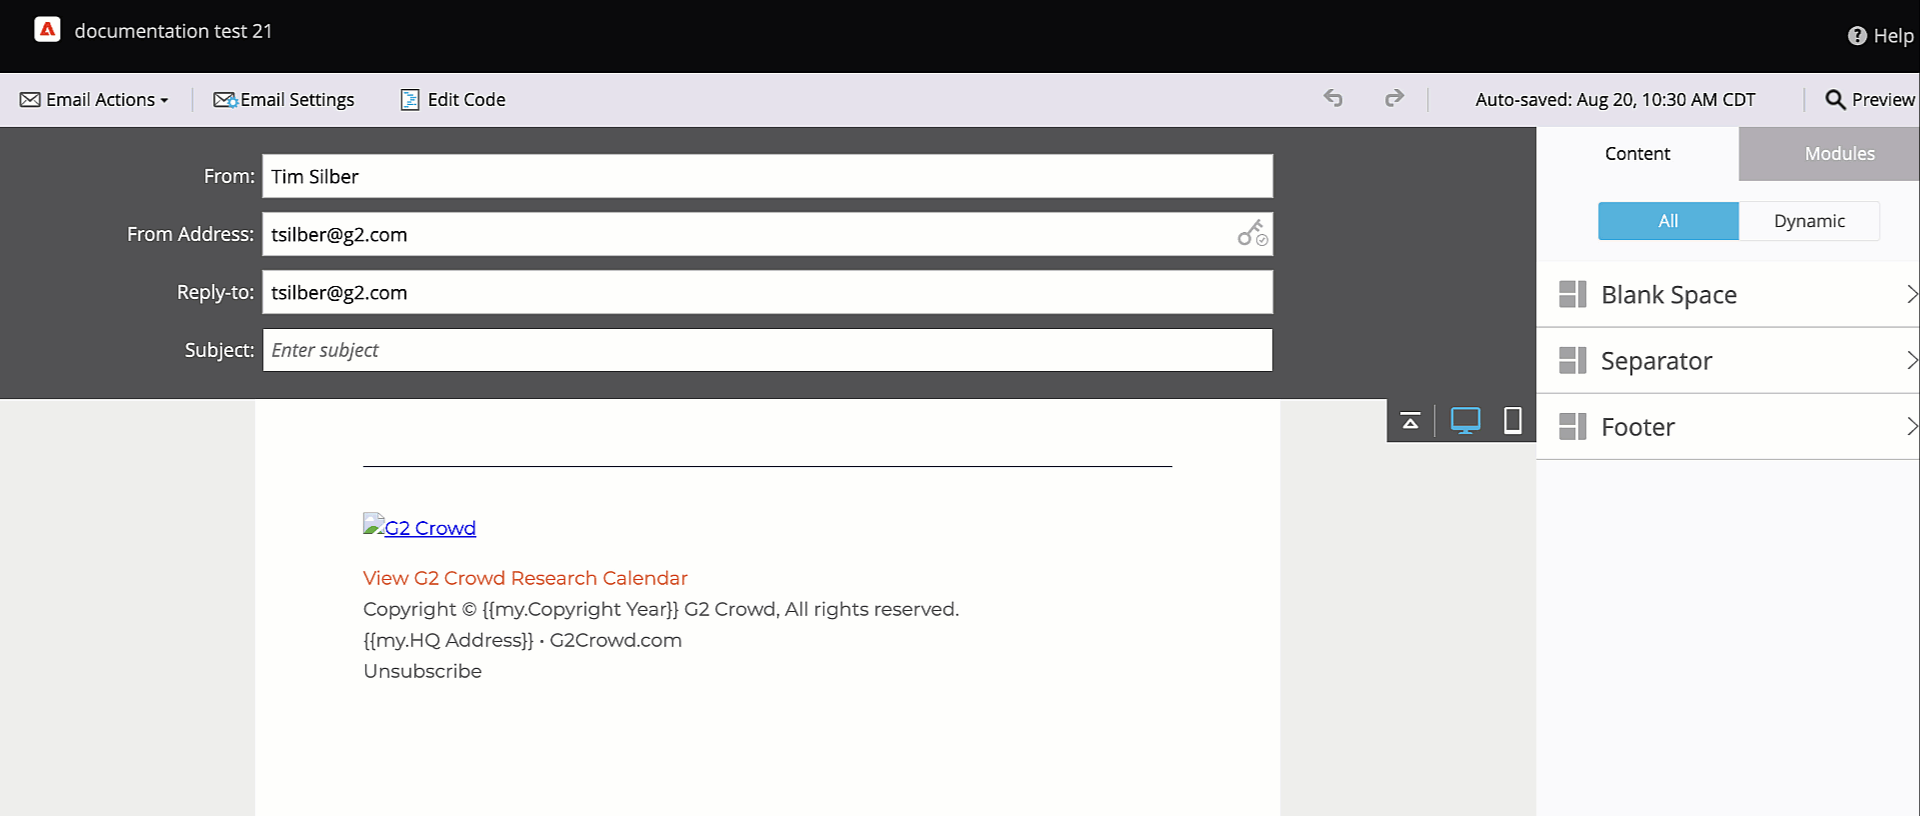 documentation test 21
Help
Email Actions
Email Settings
Edit Code
Auto-saved: Aug 20, 10:30 AM CDT
Preview
From: Tim Silber
From Address: tsilber@g2.com
Reply-to: tsilber@g2.com
Subject: Enter subject
Content
Modules
All
Dynamic
Blank Space
Separator
Footer
G2 Crowd
View G2 Crowd Research Calendar
Copyright © {{my.Copyright Year}} G2 Crowd, All rights reserved.
{{my.HQ Address}} • G2Crowd.com
Unsubscribe